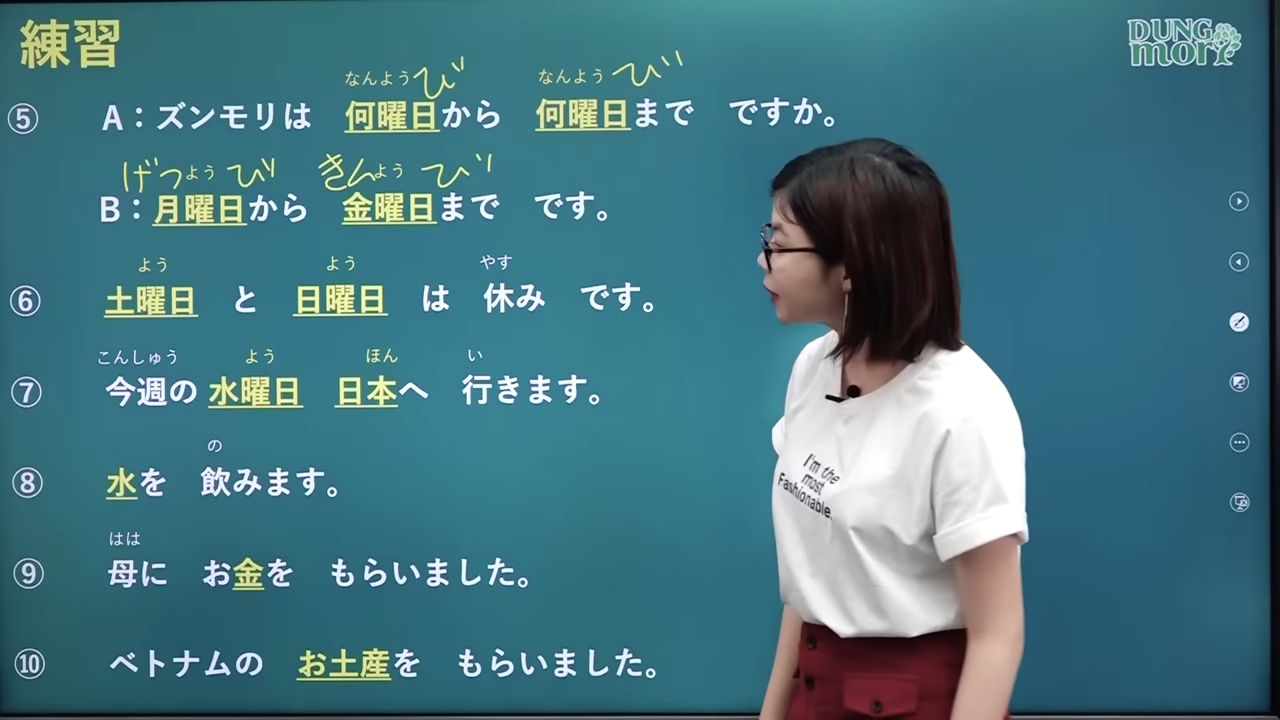 練習
DUNG
mori
なんよう び なんよう び
⑤ A：ズンモリは 何曜日から 何曜日まで ですか。
げつよう び きんよう び
B：月曜日から 金曜日まで です。
よう よう やす
⑥ 土曜日 と 日曜日 は 休み です。
こんしゅう よう ほん い
⑦ 今週の 水曜日 日本へ 行きます。
の
⑧ 水を 飲みます。
はは
⑨ 母に お金を もらいました。
⑩ ベトナムの お土産を もらいました。
I'm the
most
Fashionable.